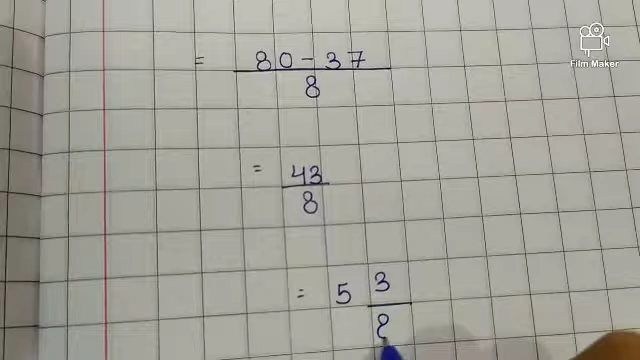 = 80-37/8
= 43/8
= 5 3/8
Film Maker